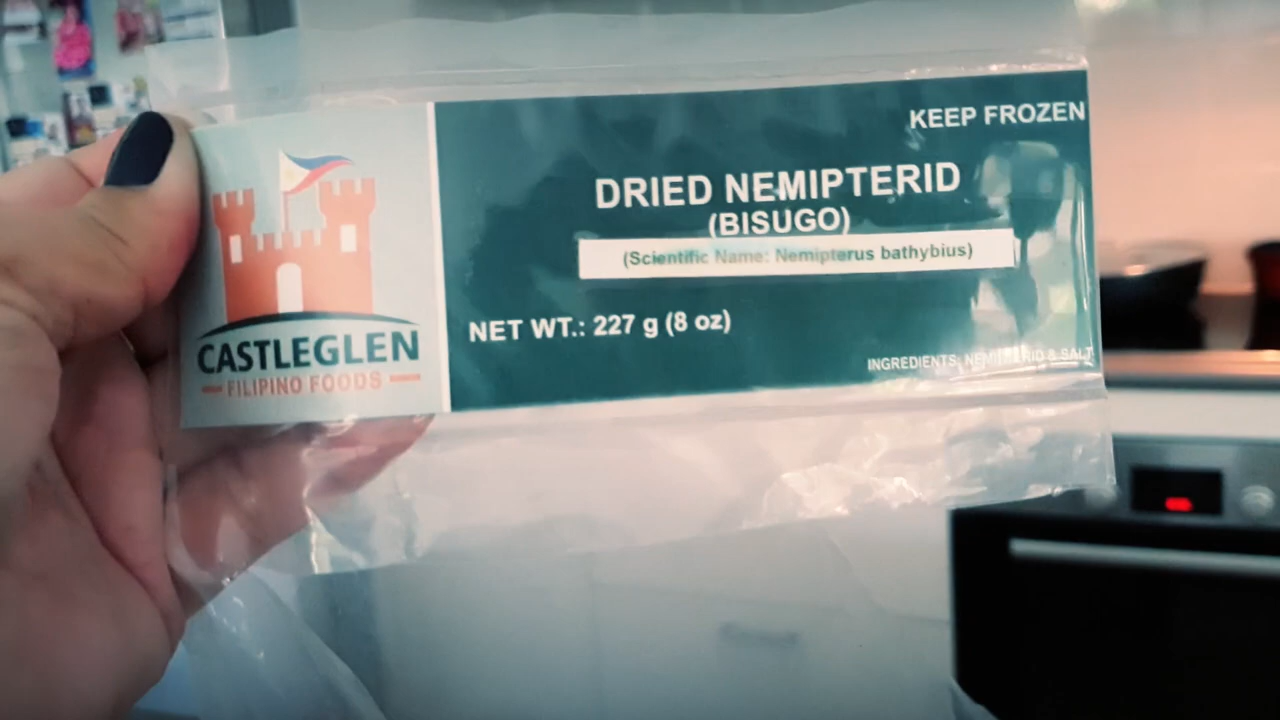 KEEP FROZEN
DRIED NEMIPTERID
(BISUGO)
(Scientific Name: Nemipterus bathybius)
NET WT.: 227 g (8 oz)
INGREDIENTS: NEMIPTERID & SALT
CASTLEGLEN
FILIPINO FOODS